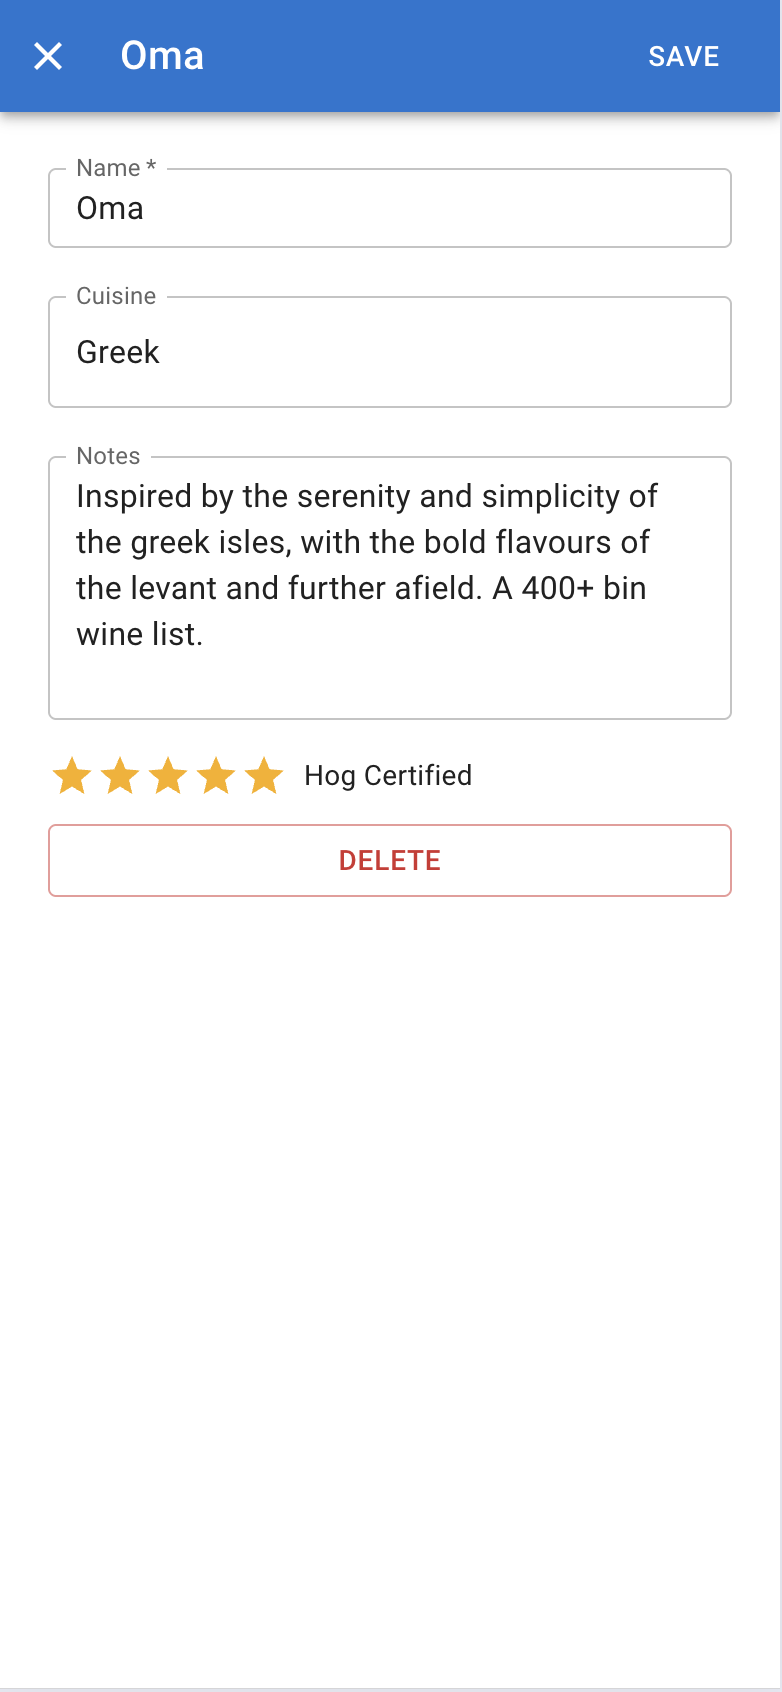 Oma
SAVE
Name *
Oma
Cuisine
Greek
Notes
Inspired by the serenity and simplicity of
the greek isles, with the bold flavours of
the levant and further afield. A 400+ bin
wine list.
Hog Certified
DELETE